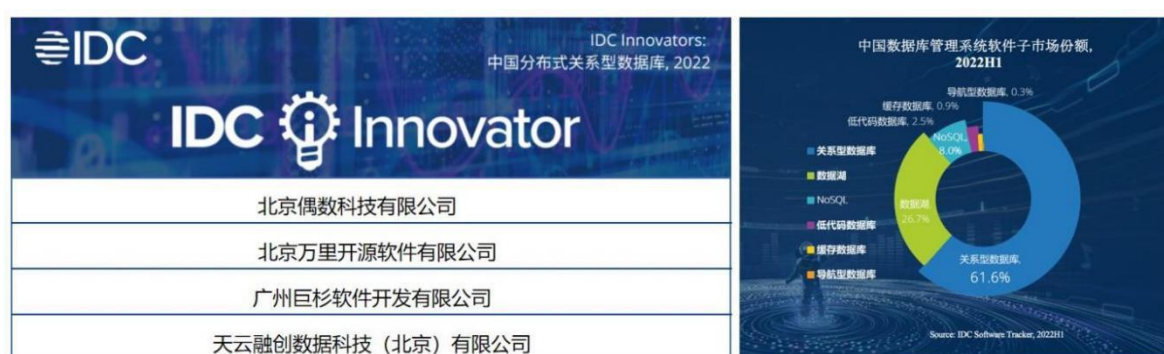 IDC
IDC Innovators:
中国分布式关系型数据库, 2022
IDC Innovator
北京偶数科技有限公司
北京万里开源软件有限公司
广州巨杉软件开发有限公司
天云融创数据科技（北京）有限公司
中国数据库管理系统软件子市场份额,
2022H1
导航型数据库, 0.3%
缓存数据库, 0.9%
低代码数据库, 2.5%
NoSQL,
8.0%
关系型数据库
数据湖
NoSQL
低代码数据库
缓存数据库
导航型数据库
数据湖
26.7%
关系型数据库,
61.6%
Source: IDC Software Tracker, 2022H1